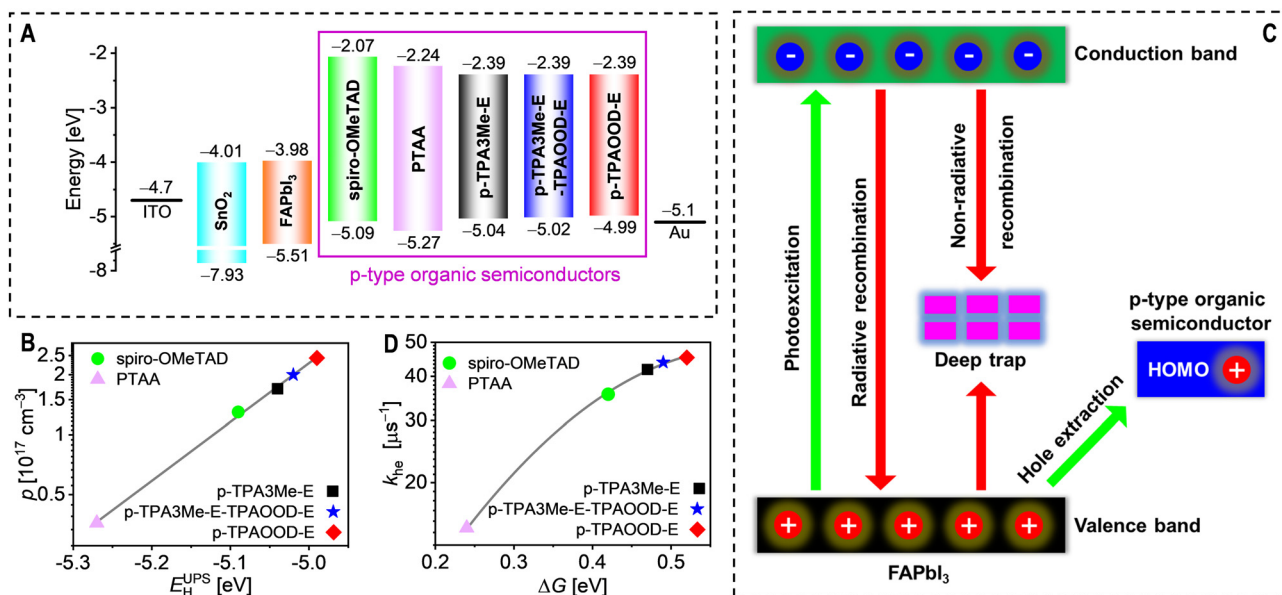 A
Energy [eV]
−2
−3
−4
−5
−8
−4.7
ITO
−4.01
SnO₂
−7.93
−3.98
FAPbI₃
−5.51
−2.07
spiro-OMeTAD
−5.09
−2.24
PTAA
−5.27
−2.39
p-TPA3Me-E
−5.04
−2.39
p-TPA3Me-E
-TPAOOD-E
−5.02
−2.39
p-TPAOOD-E
−4.99
−5.1
Au
p-type organic semiconductors
B
p [10¹⁷ cm⁻³]
2.5
2
1.5
1
0.5
spiro-OMeTAD
PTAA
p-TPA3Me-E
p-TPA3Me-E-TPAOOD-E
p-TPAOOD-E
-5.3 -5.2 -5.1 -5.0
E_H^UPS [eV]
D
k_he [μs⁻¹]
50
40
30
20
spiro-OMeTAD
PTAA
p-TPA3Me-E
p-TPA3Me-E-TPAOOD-E
p-TPAOOD-E
0.2 0.3 0.4 0.5
ΔG [eV]
C
- - - - -
Conduction band
Photoexcitation
Radiative recombination
Non-radiative
recombination
Deep trap
p-type organic
semiconductor
HOMO +
Hole extraction
+ + + + +
Valence band
FAPbI₃